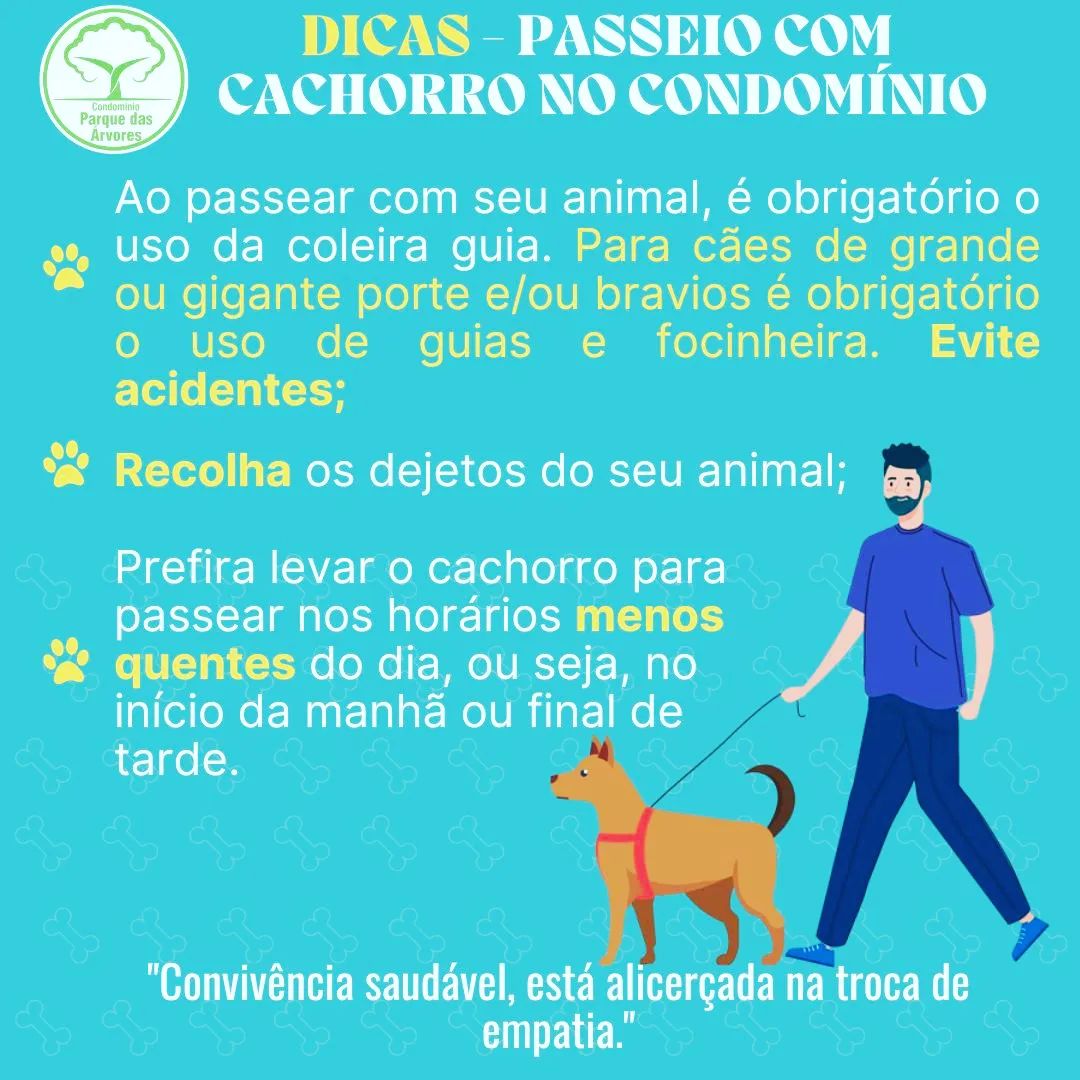 Condomínio
Parque das
Árvores
DICAS – PASSEIO COM
CACHORRO NO CONDOMÍNIO
Ao passear com seu animal, é obrigatório o
uso da coleira guia. Para cães de grande
ou gigante porte e/ou bravios é obrigatório
o uso de guias e focinheira. Evite
acidentes;
Recolha os dejetos do seu animal;
Prefira levar o cachorro para
passear nos horários menos
quentes do dia, ou seja, no
início da manhã ou final de
tarde.
"Convivência saudável, está alicerçada na troca de
empatia."